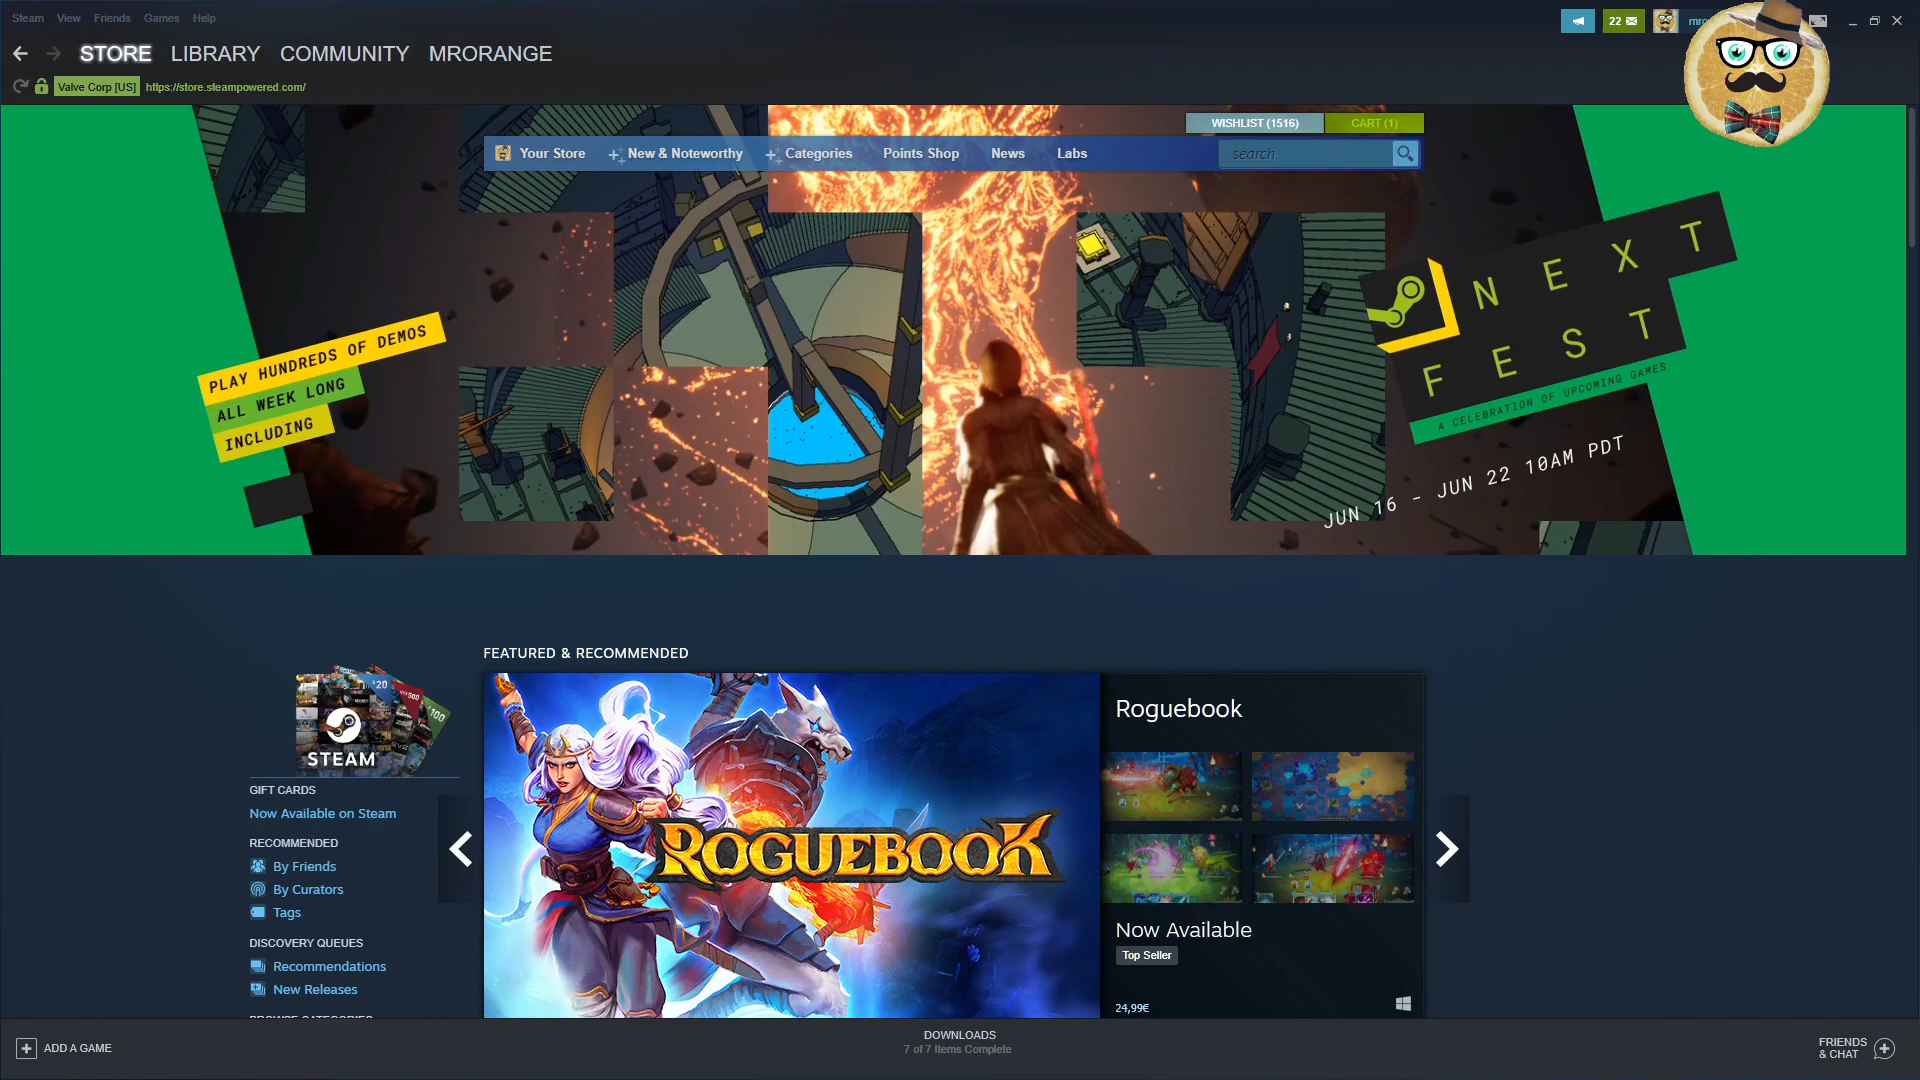 Steam View Friends Games Help
22
STORE LIBRARY COMMUNITY MRORANGE
Valve Corp [US] https://store.steampowered.com/
WISHLIST (1516) CART (1)
Your Store New & Noteworthy Categories Points Shop News Labs search
PLAY HUNDREDS OF DEMOS
ALL WEEK LONG
INCLUDING
NEXT
FEST
A CELEBRATION OF UPCOMING GAMES
JUN 16 - JUN 22 10AM PDT
FEATURED & RECOMMENDED
STEAM
GIFT CARDS
Now Available on Steam
RECOMMENDED
By Friends
By Curators
Tags
DISCOVERY QUEUES
Recommendations
New Releases
BROWSE CATEGORIES
ROGUEBOOK
Roguebook
Now Available
Top Seller
24,99€
ADD A GAME
DOWNLOADS
7 of 7 Items Complete
FRIENDS
& CHAT